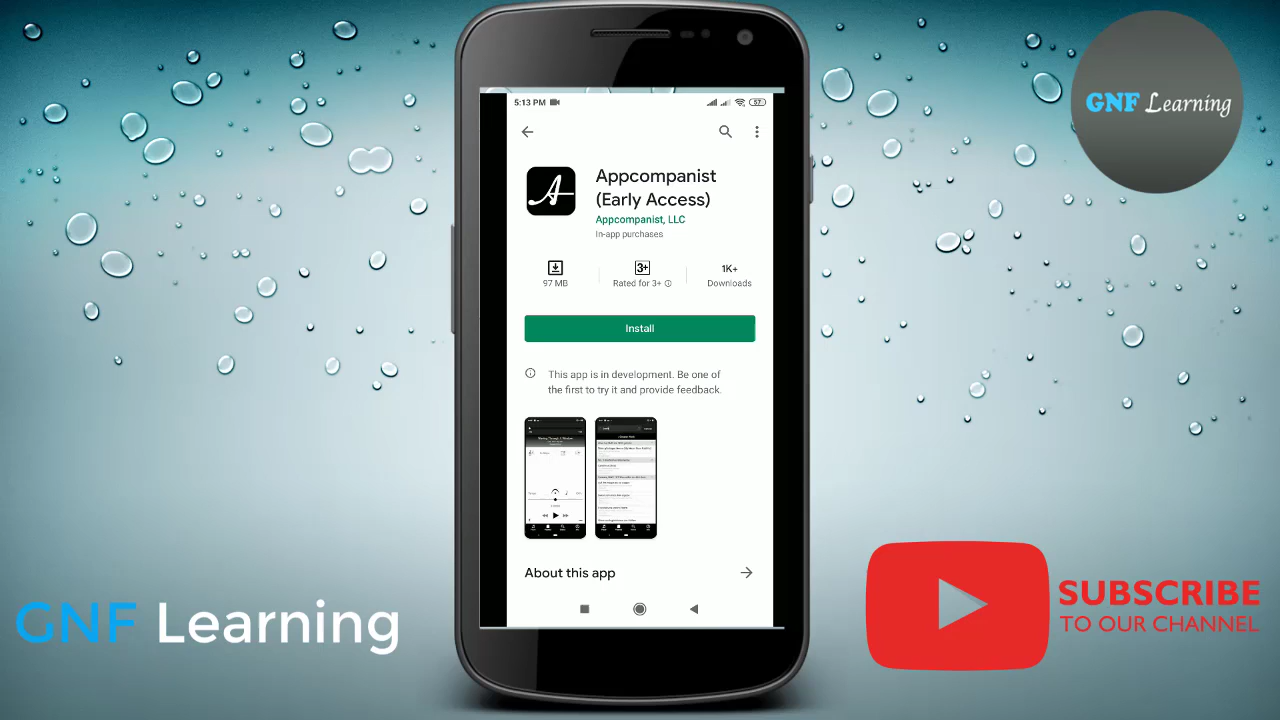 GNF Learning
5:13 PM
57
Appcompanist
(Early Access)
Appcompanist, LLC
In-app purchases
3+
1K+
97 MB
Rated for 3+
Downloads
Install
This app is in development. Be one of
the first to try it and provide feedback.
About this app
GNF Learning
SUBSCRIBE
TO OUR CHANNEL